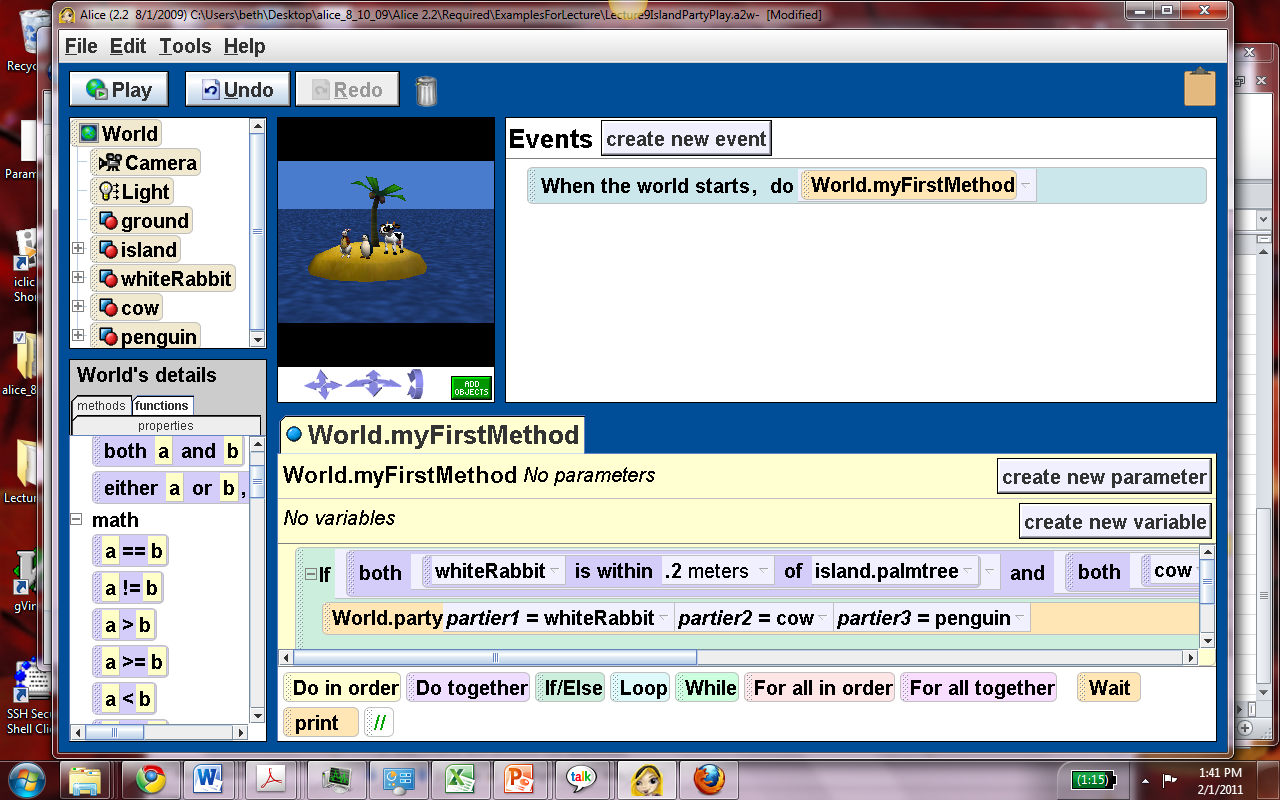 Alice (2.2 8/1/2009) C:\Users\beth\Desktop\alice_8_10_09\Alice 2.2\Required\ExamplesForLecture\Lecture9IslandPartyPlay.a2w- [Modified]
File Edit Tools Help
Play Undo Redo
World
Camera
Light
ground
island
whiteRabbit
cow
penguin
ADD OBJECTS
Events create new event
When the world starts, do World.myFirstMethod
World's details
methods functions
properties
both a and b
either a or b,
math
a == b
a != b
a > b
a >= b
a < b
World.myFirstMethod
World.myFirstMethod No parameters create new parameter
No variables create new variable
If both whiteRabbit is within .2 meters of island.palmtree and both cow
World.party partier1 = whiteRabbit partier2 = cow partier3 = penguin
Do in order Do together If/Else Loop While For all in order For all together Wait
print //
Recyc
Param
iclic
Shor
alice_8
Lectur
gVin
SSH Secu
Shell Clie
talk
(1:15)
1:41 PM
2/1/2011